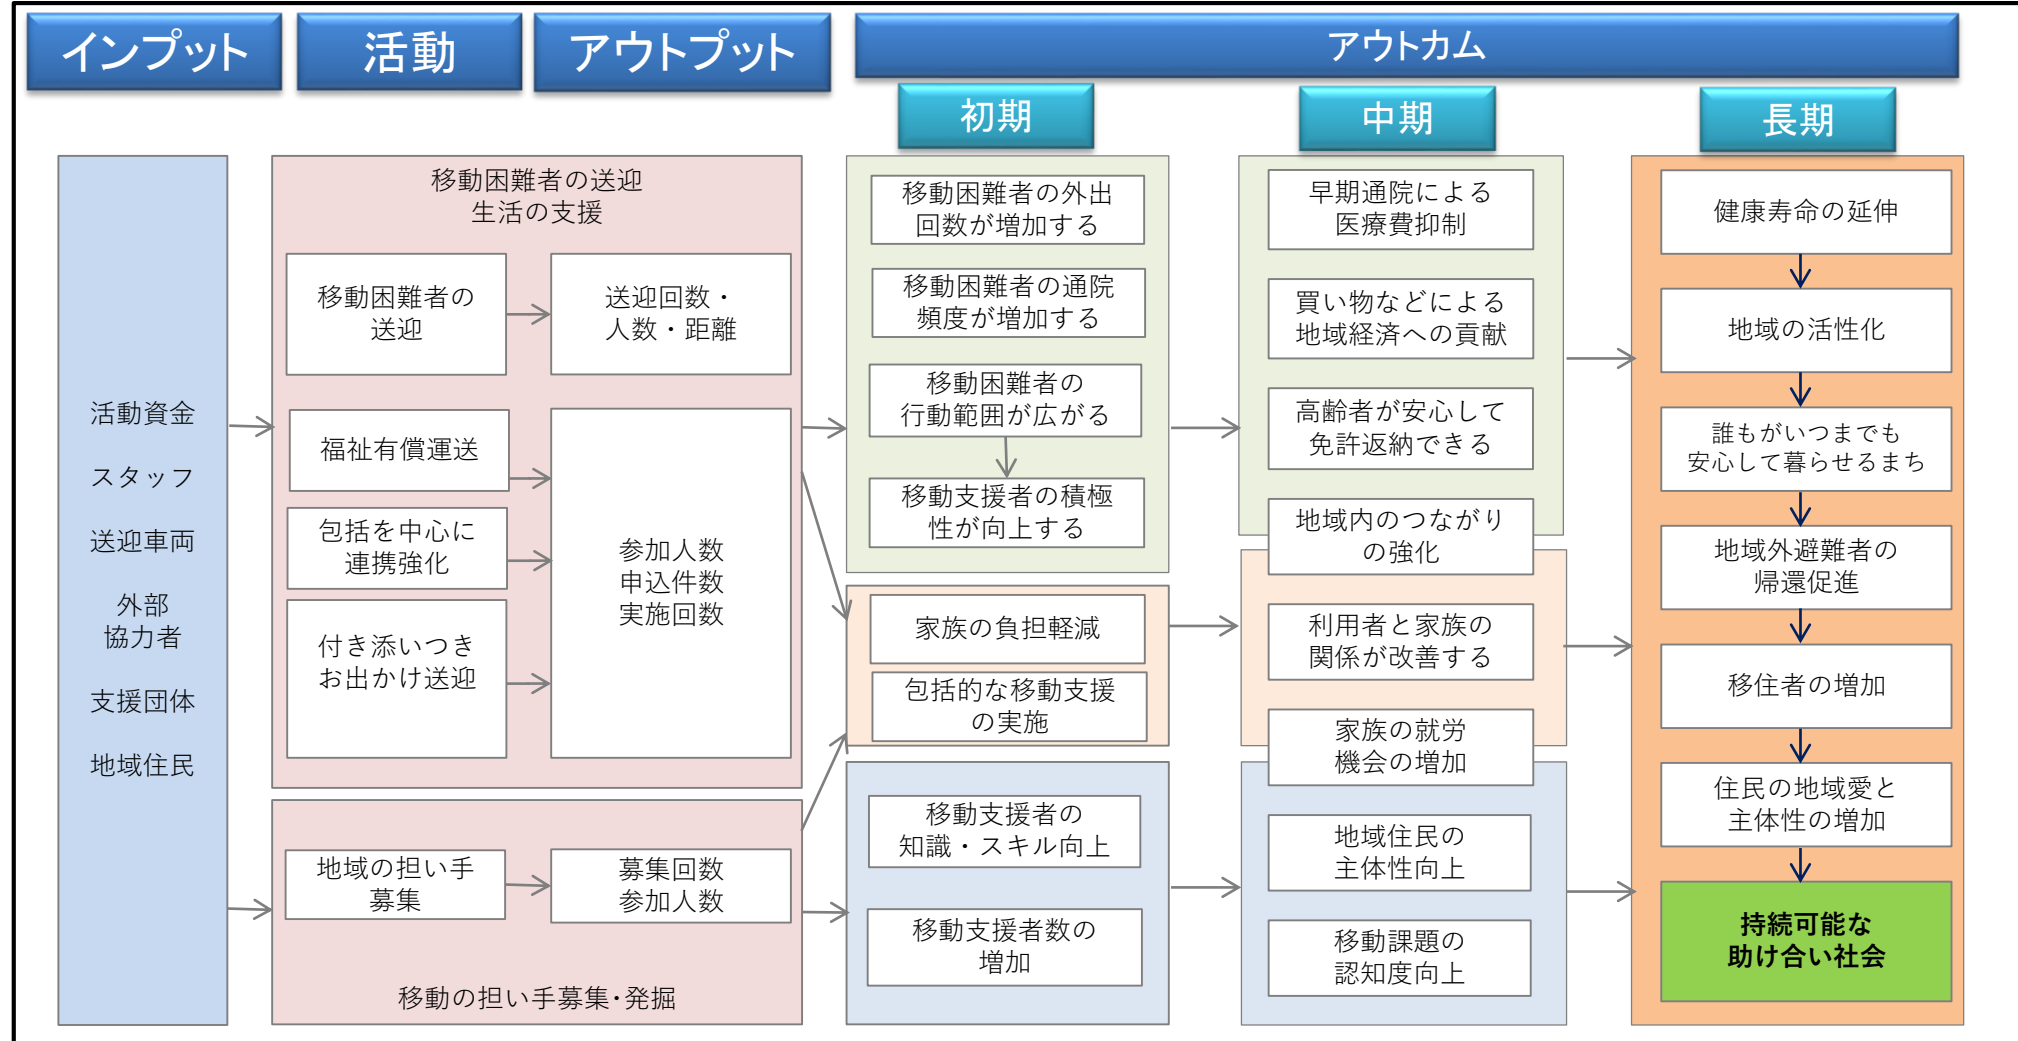 インプット
活動
アウトプット
アウトカム
初期
中期
長期
活動資金
スタッフ
送迎車両
外部
協力者
支援団体
地域住民
移動困難者の送迎
生活の支援
移動困難者の
送迎
送迎回数・
人数・距離
福祉有償運送
包括を中心に
連携強化
付き添いつき
お出かけ送迎
参加人数
申込件数
実施回数
地域の担い手
募集
募集回数
参加人数
移動の担い手募集・発掘
移動困難者の外出
回数が増加する
移動困難者の通院
頻度が増加する
移動困難者の
行動範囲が広がる
移動支援者の積極
性が向上する
家族の負担軽減
包括的な移動支援
の実施
移動支援者の
知識・スキル向上
移動支援者数の
増加
早期通院による
医療費抑制
買い物などによる
地域経済への貢献
高齢者が安心して
免許返納できる
地域内のつながり
の強化
利用者と家族の
関係が改善する
家族の就労
機会の増加
地域住民の
主体性向上
移動課題の
認知度向上
健康寿命の延伸
地域の活性化
誰もがいつまでも
安心して暮らせるまち
地域外避難者の
帰還促進
移住者の増加
住民の地域愛と
主体性の増加
持続可能な
助け合い社会